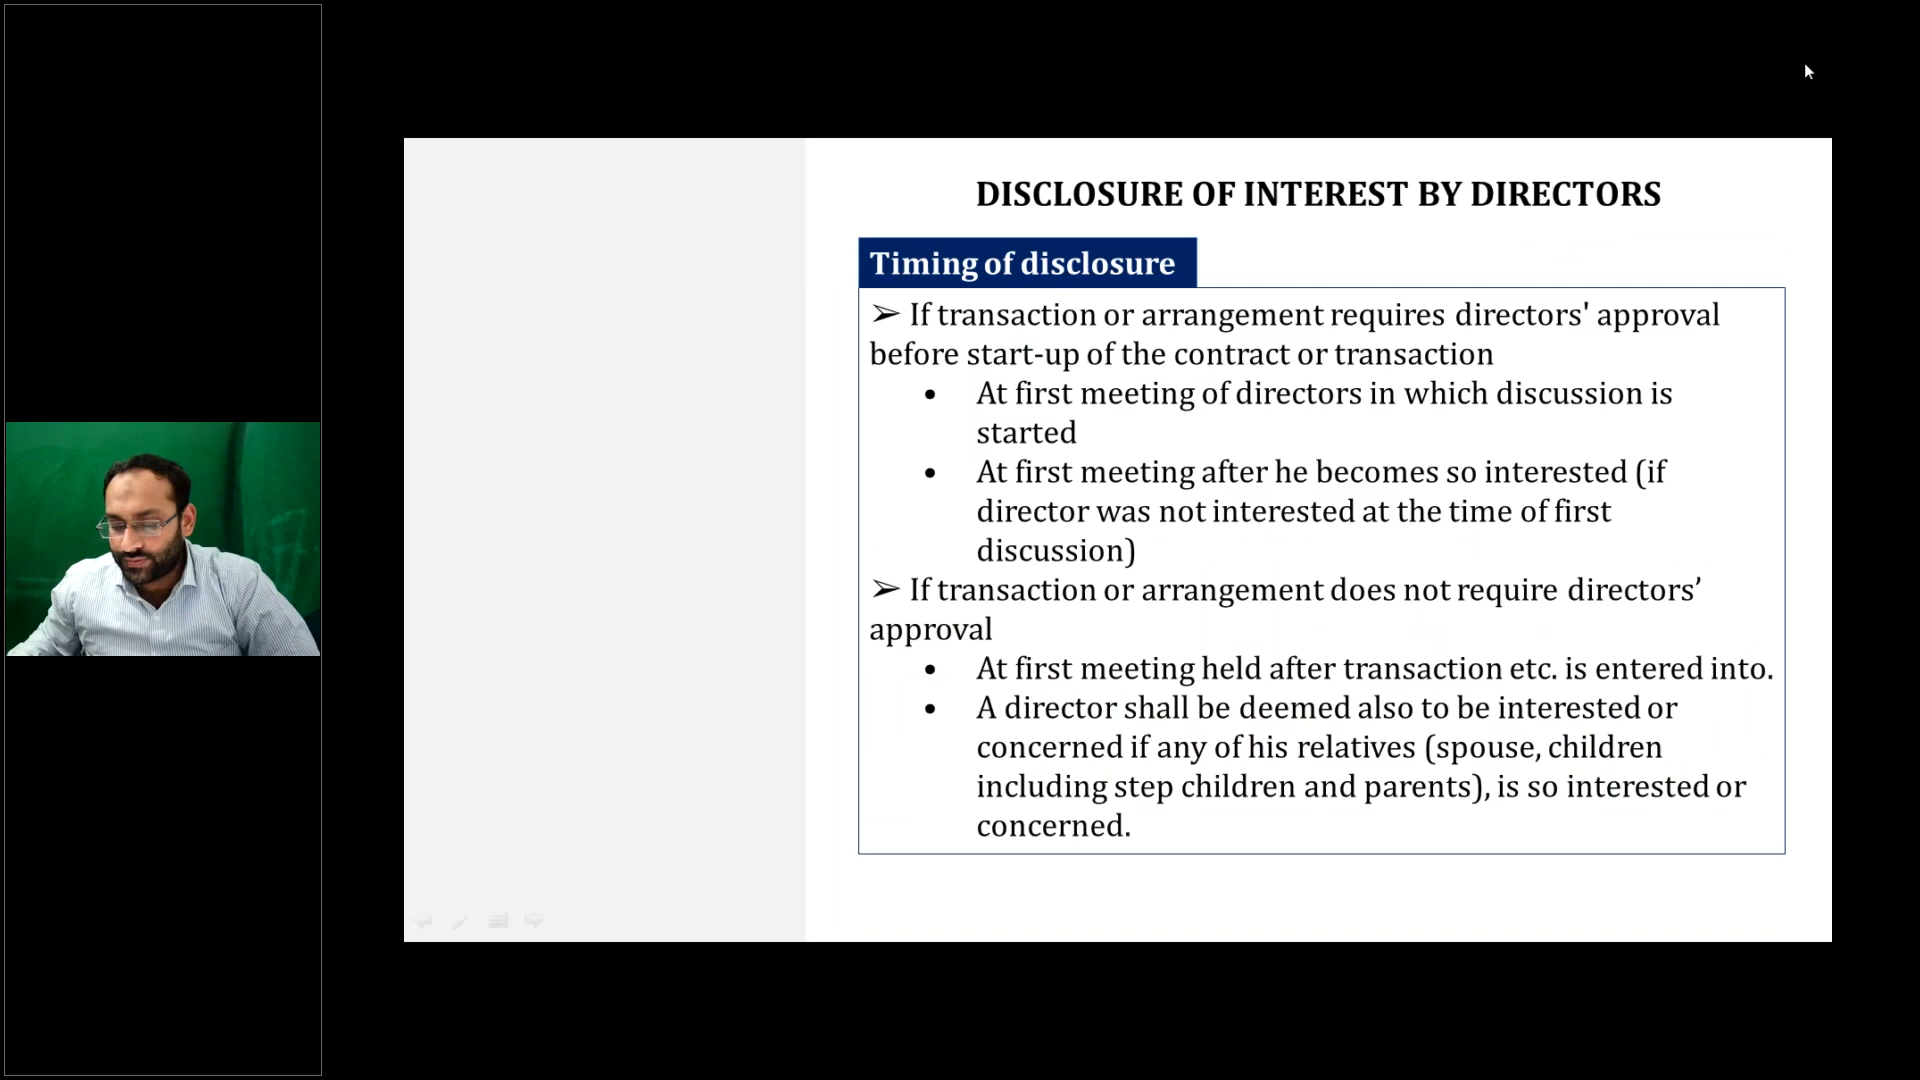 DISCLOSURE OF INTEREST BY DIRECTORS
Timing of disclosure
➢ If transaction or arrangement requires directors' approval
before start-up of the contract or transaction
• At first meeting of directors in which discussion is
started
• At first meeting after he becomes so interested (if
director was not interested at the time of first
discussion)
➢ If transaction or arrangement does not require directors’
approval
• At first meeting held after transaction etc. is entered into.
• A director shall be deemed also to be interested or
concerned if any of his relatives (spouse, children
including step children and parents), is so interested or
concerned.